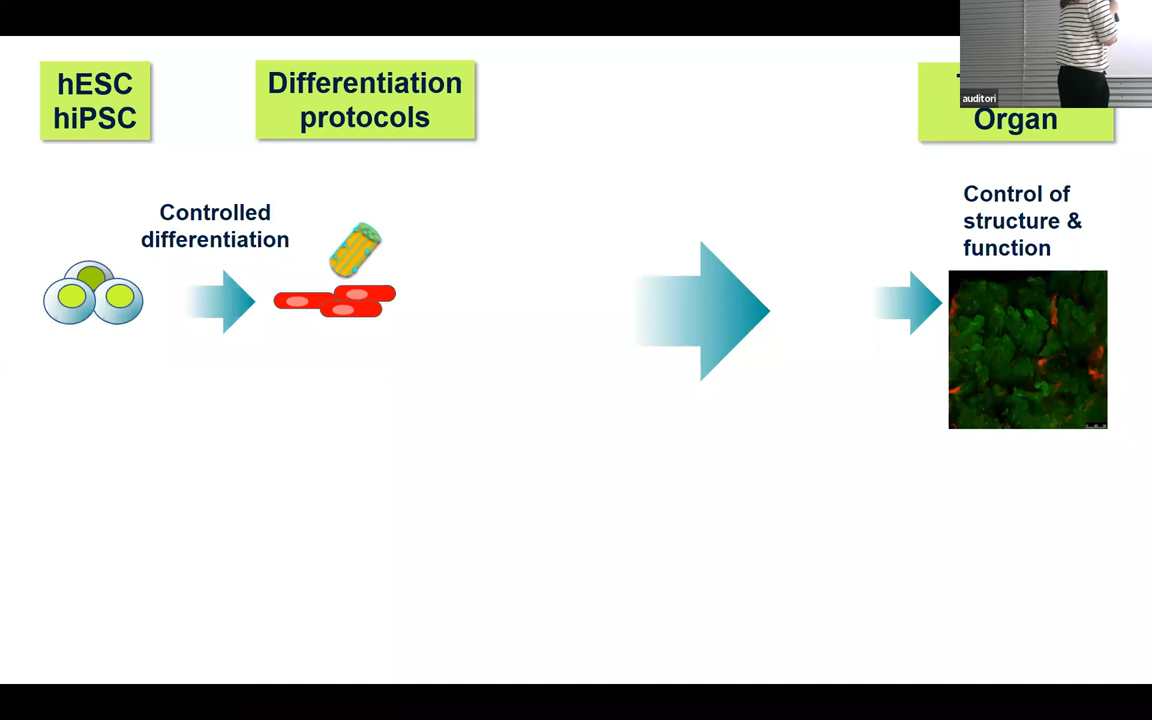 hESC
hiPSC
Differentiation
protocols
Organ
Controlled
differentiation
Control of
structure &
function
auditori